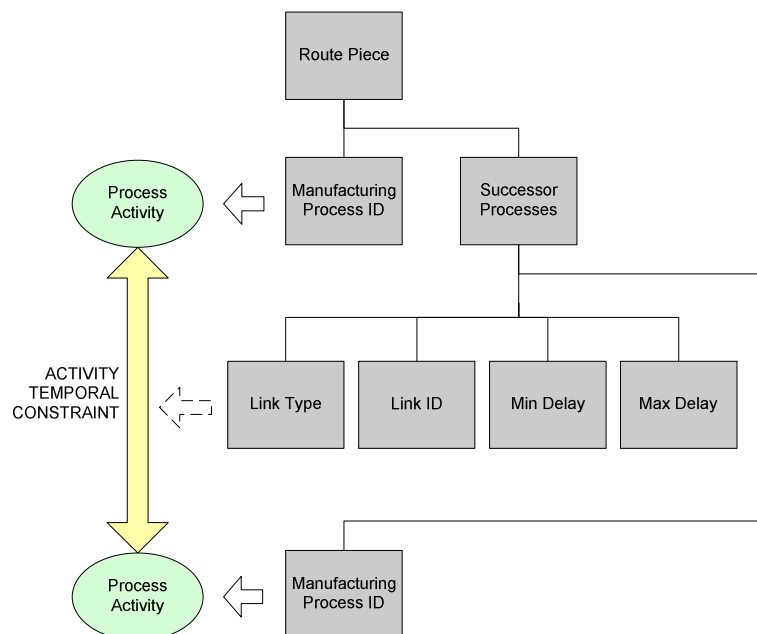 Route Piece
Process
Activity
Manufacturing
Process ID
Successor
Processes
ACTIVITY
TEMPORAL
CONSTRAINT
1
Link Type
Link ID
Min Delay
Max Delay
Process
Activity
Manufacturing
Process ID